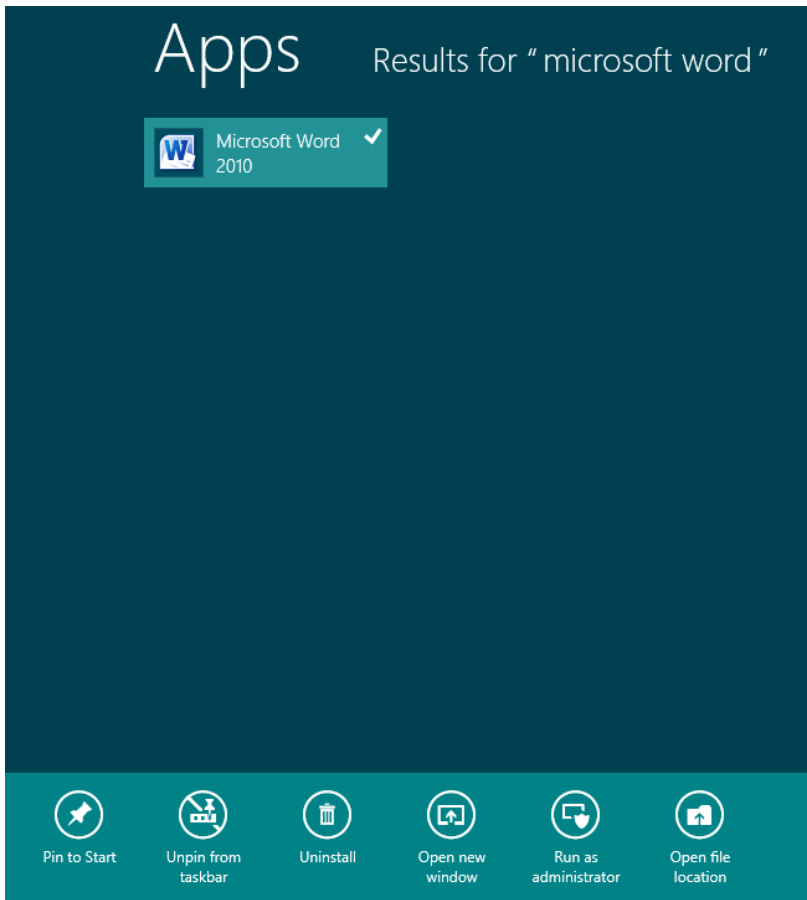 Apps
Results for “microsoft word”
Microsoft Word
2010
Pin to Start
Unpin from
taskbar
Uninstall
Open new
window
Run as
administrator
Open file
location